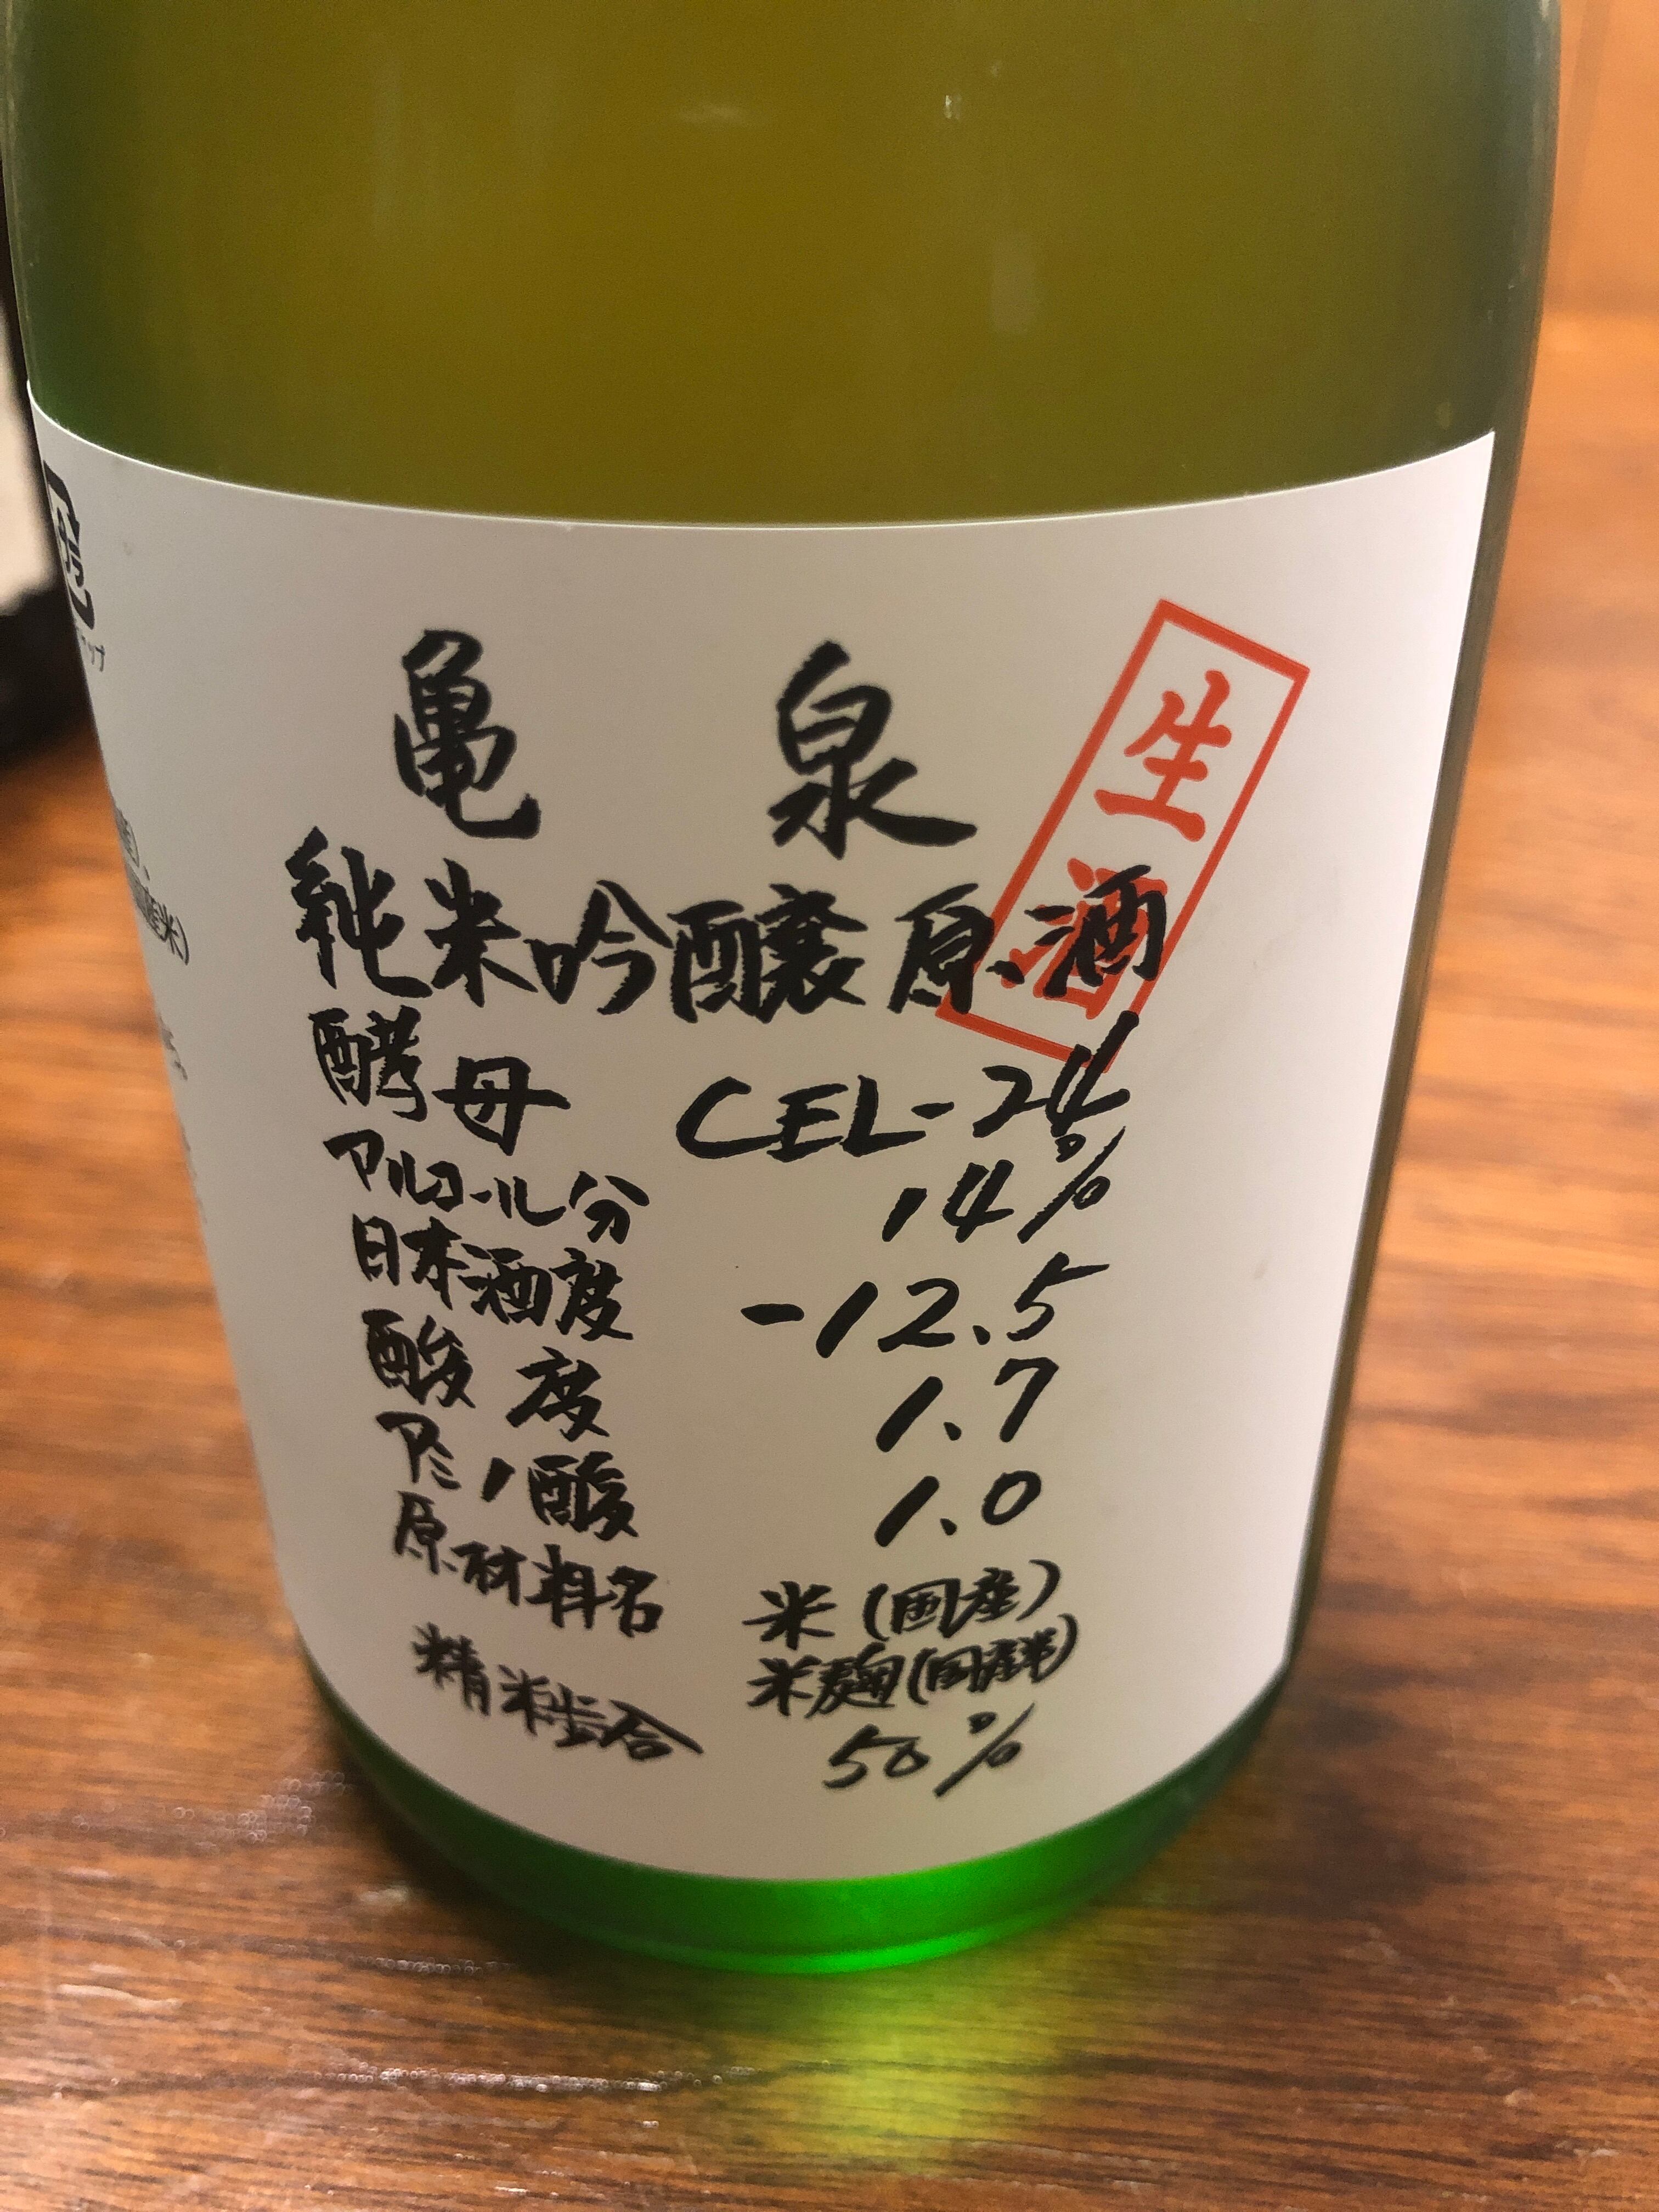 亀 泉
生酒
純米吟醸原酒
酵母 CEL-24
アルコール分 14%
日本酒度 -12.5
酸度 1.7
アミノ酸 1.0
原材料名 米(国産)
米麹(国産米)
精米歩合 50%